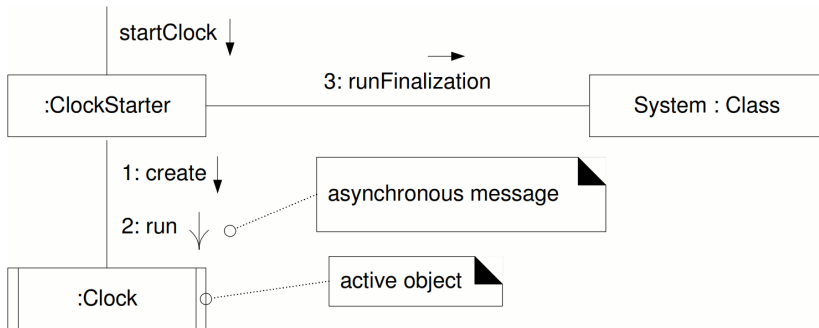 startClock
3: runFinalization
:ClockStarter
System : Class
1: create
asynchronous message
2: run
active object
:Clock